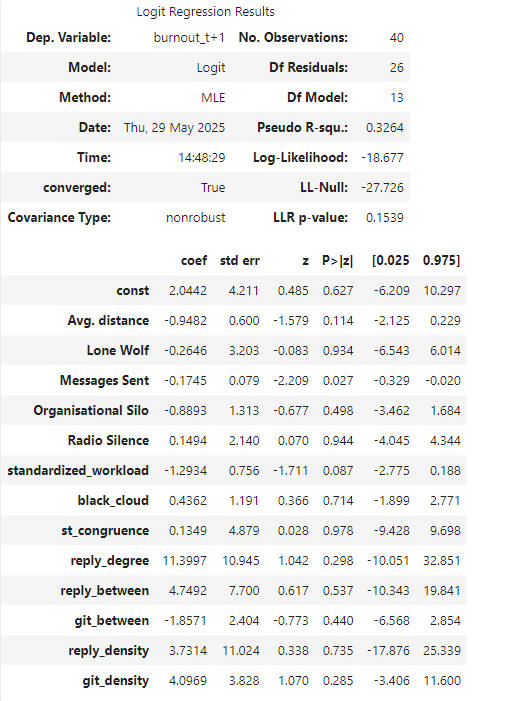 Logit Regression Results
Dep. Variable: burnout_t+1 No. Observations: 40
Model: Logit Df Residuals: 26
Method: MLE Df Model: 13
Date: Thu, 29 May 2025 Pseudo R-squ.: 0.3264
Time: 14:48:29 Log-Likelihood: -18.677
converged: True LL-Null: -27.726
Covariance Type: nonrobust LLR p-value: 0.1539
coef std err z P>|z| [0.025 0.975]
const 2.0442 4.211 0.485 0.627 -6.209 10.297
Avg. distance -0.9482 0.600 -1.579 0.114 -2.125 0.229
Lone Wolf -0.2646 3.203 -0.083 0.934 -6.543 6.014
Messages Sent -0.1745 0.079 -2.209 0.027 -0.329 -0.020
Organisational Silo -0.8893 1.313 -0.677 0.498 -3.462 1.684
Radio Silence 0.1494 2.140 0.070 0.944 -4.045 4.344
standardized_workload -1.2934 0.756 -1.711 0.087 -2.775 0.188
black_cloud 0.4362 1.191 0.366 0.714 -1.899 2.771
st_congruence 0.1349 4.879 0.028 0.978 -9.428 9.698
reply_degree 11.3997 10.945 1.042 0.298 -10.051 32.851
reply_between 4.7492 7.700 0.617 0.537 -10.343 19.841
git_between -1.8571 2.404 -0.773 0.440 -6.568 2.854
reply_density 3.7314 11.024 0.338 0.735 -17.876 25.339
git_density 4.0969 3.828 1.070 0.285 -3.406 11.600